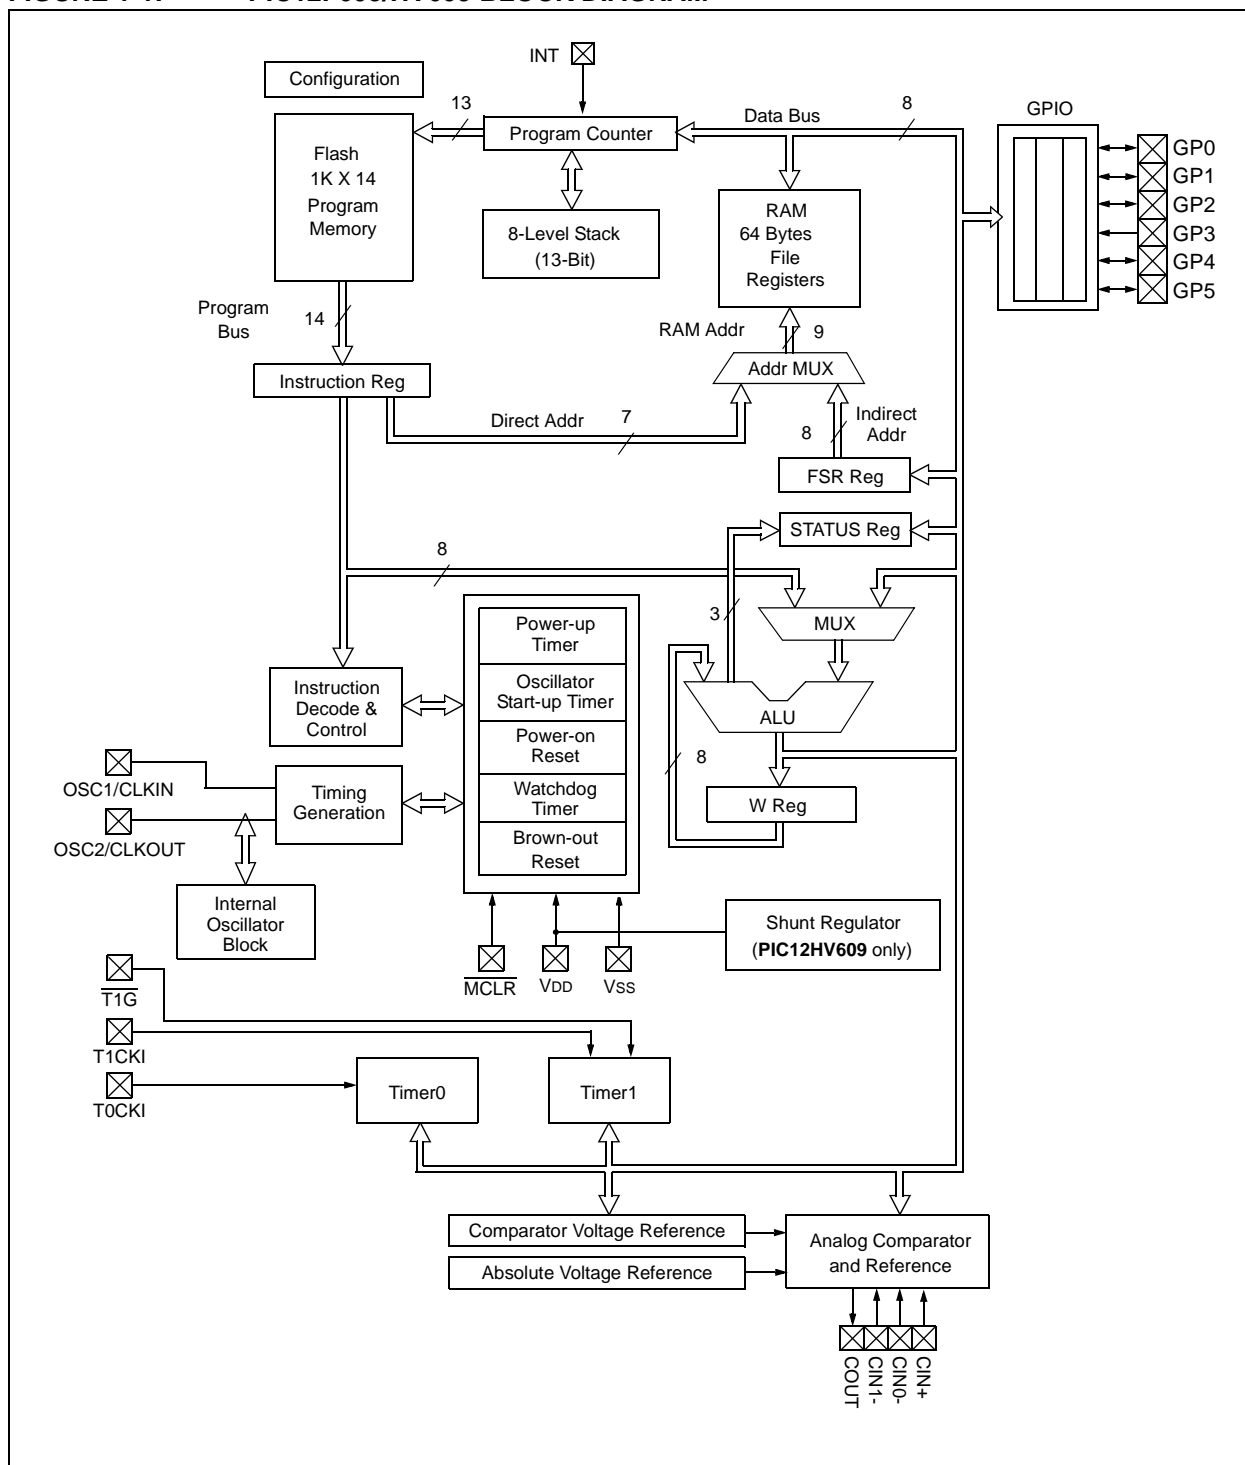 INT
Configuration
13
Data Bus
8
GPIO
Program Counter
Flash
1K X 14
Program
Memory
8-Level Stack
(13-Bit)
RAM
64 Bytes
File
Registers
GP0
GP1
GP2
GP3
GP4
GP5
Program
Bus
14
RAM Addr
9
Addr MUX
Instruction Reg
Direct Addr
7
Indirect
Addr
8
FSR Reg
STATUS Reg
8
3
MUX
Power-up
Timer
Oscillator
Start-up Timer
Power-on
Reset
Watchdog
Timer
Brown-out
Reset
Instruction
Decode &
Control
ALU
8
W Reg
OSC1/CLKIN
Timing
Generation
OSC2/CLKOUT
Internal
Oscillator
Block
Shunt Regulator
(PIC12HV609 only)
MCLR
VDD
VSS
T1G
T1CKI
T0CKI
Timer0
Timer1
Comparator Voltage Reference
Absolute Voltage Reference
Analog Comparator
and Reference
COUT
CIN1-
CIN0-
CIN+